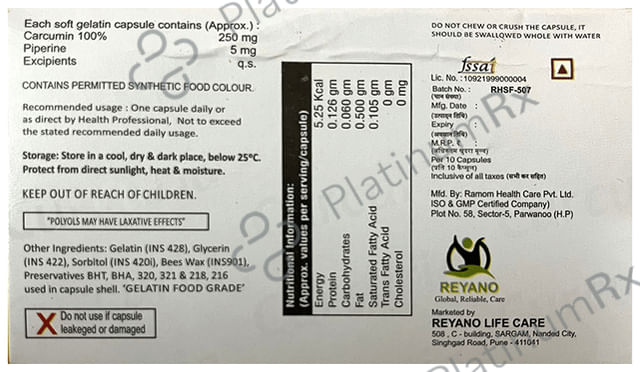 Each soft gelatin capsule contains (Approx.) :
Carcumin 100% 250 mg
Piperine 5 mg
Excipients q.s.
CONTAINS PERMITTED SYNTHETIC FOOD COLOUR.
Recommended usage : One capsule daily or
as direct by Health Professional, Not to exceed
the stated recommended daily usage.
Storage: Store in a cool, dry & dark place, below 25°C.
Protect from direct sunlight, heat & moisture.
KEEP OUT OF REACH OF CHILDREN.
"POLYOLS MAY HAVE LAXATIVE EFFECTS"
Other Ingredients: Gelatin (INS 428), Glycerin
(INS 422), Sorbitol (INS 420i), Bees Wax (INS901),
Preservatives BHT, BHA, 320, 321 & 218, 216
used in capsule shell. 'GELATIN FOOD GRADE'
X Do not use if capsule
leakeged or damaged
Nutritional Information:
(Approx. values per serving/capsule)
Energy 5.25 Kcal
Protein 0.126 gm
Carbohydrates 0.060 gm
Fat 0.500 gm
Saturated Fatty Acid 0.105 gm
Trans Fatty Acid 0 gm
Cholesterol 0 mg
DO NOT CHEW OR CRUSH THE CAPSULE, IT
SHOULD BE SWALLOWED WHOLE WITH WATER
fssai
Lic. No. :10921999000004
Batch No. : RHSF-507
Mfg. Date :
Expiry :
M.R.P. ₹
Per 10 Capsules
Inclusive of all taxes (सभी कर सहित)
Mfd. By: Ramom Health Care Pvt. Ltd.
ISO & GMP Certified Company)
Plot No. 58, Sector-5, Parwanoo (H.P)
REYANO
Global, Reliable, Care
Marketed by
REYANO LIFE CARE
508, C - building, SARGAM, Nanded City,
Singhgad Road, Pune - 411041
PlatinumRx
PlatinumRx
PlatinumRx